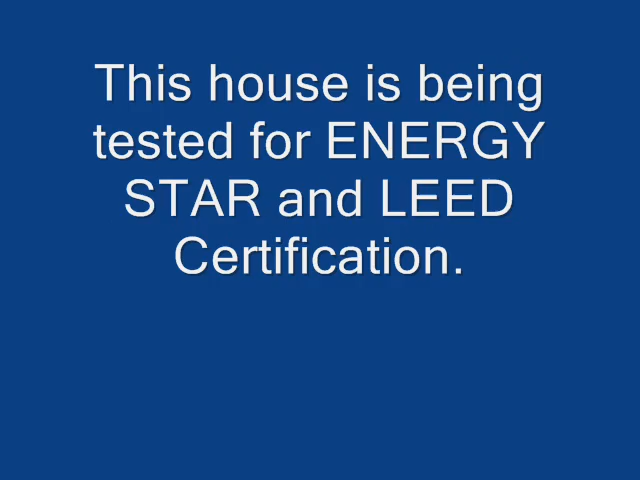 This house is being
tested for ENERGY
STAR and LEED
Certification.